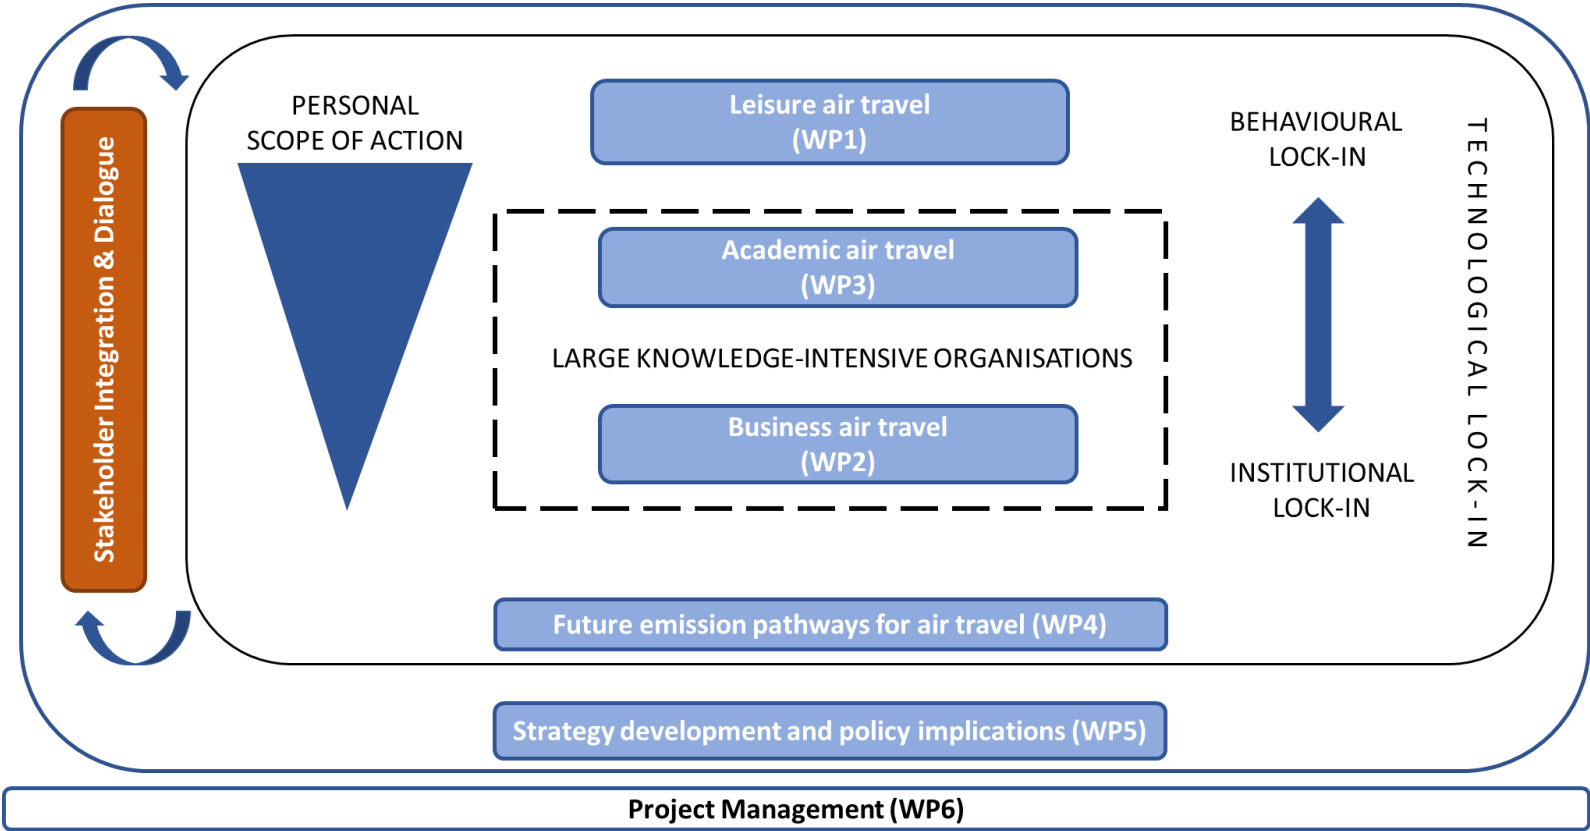 Stakeholder Integration & Dialogue
PERSONAL
SCOPE OF ACTION
Leisure air travel
(WP1)
Academic air travel
(WP3)
LARGE KNOWLEDGE-INTENSIVE ORGANISATIONS
Business air travel
(WP2)
BEHAVIOURAL
LOCK-IN
INSTITUTIONAL
LOCK-IN
TECHNOLOGICAL LOCK-IN
Future emission pathways for air travel (WP4)
Strategy development and policy implications (WP5)
Project Management (WP6)